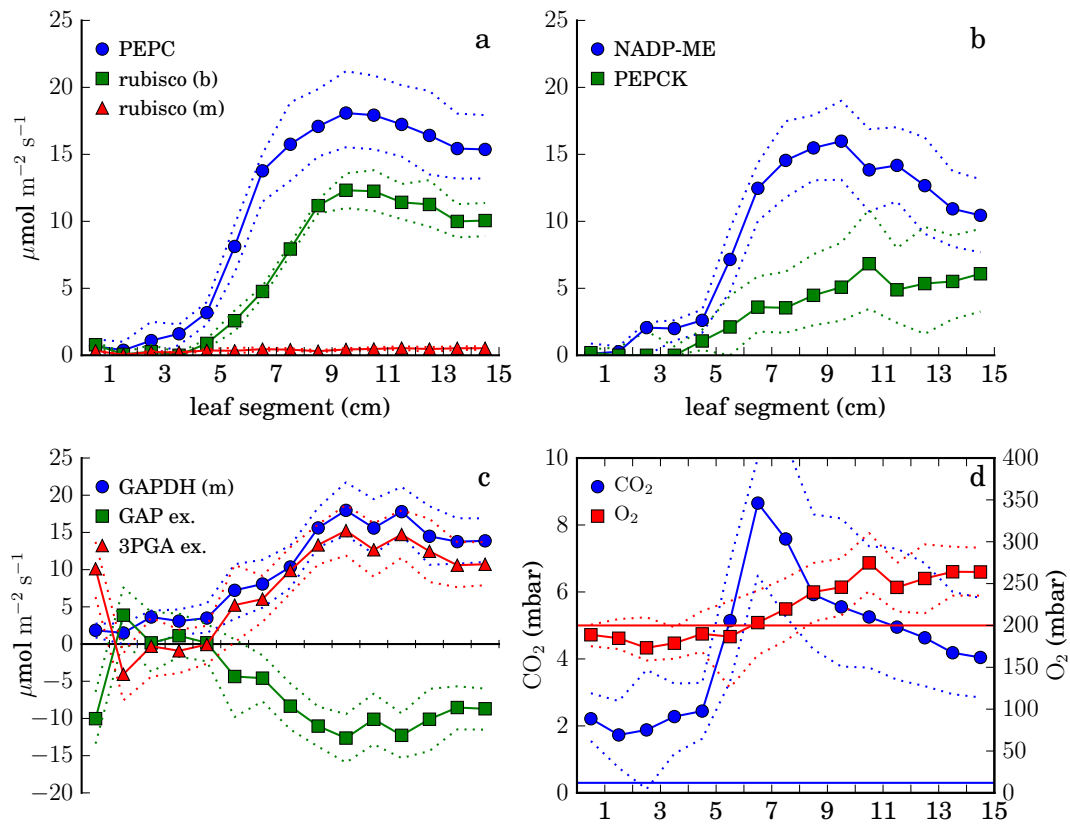 25
20
15
10
5
0
μmol m⁻² s⁻¹
a
PEPC
rubisco (b)
rubisco (m)
1 3 5 7 9 11 13 15
leaf segment (cm)
25
20
15
10
5
0
b
NADP-ME
PEPCK
1 3 5 7 9 11 13 15
leaf segment (cm)
25
20
15
10
5
0
−5
−10
−15
−20
μmol m⁻² s⁻¹
c
GAPDH (m)
GAP ex.
3PGA ex.
10
8
6
4
2
0
CO₂ (mbar)
d
CO₂
O₂
400
350
300
250
200
150
100
50
0
O₂ (mbar)
1 3 5 7 9 11 13 15